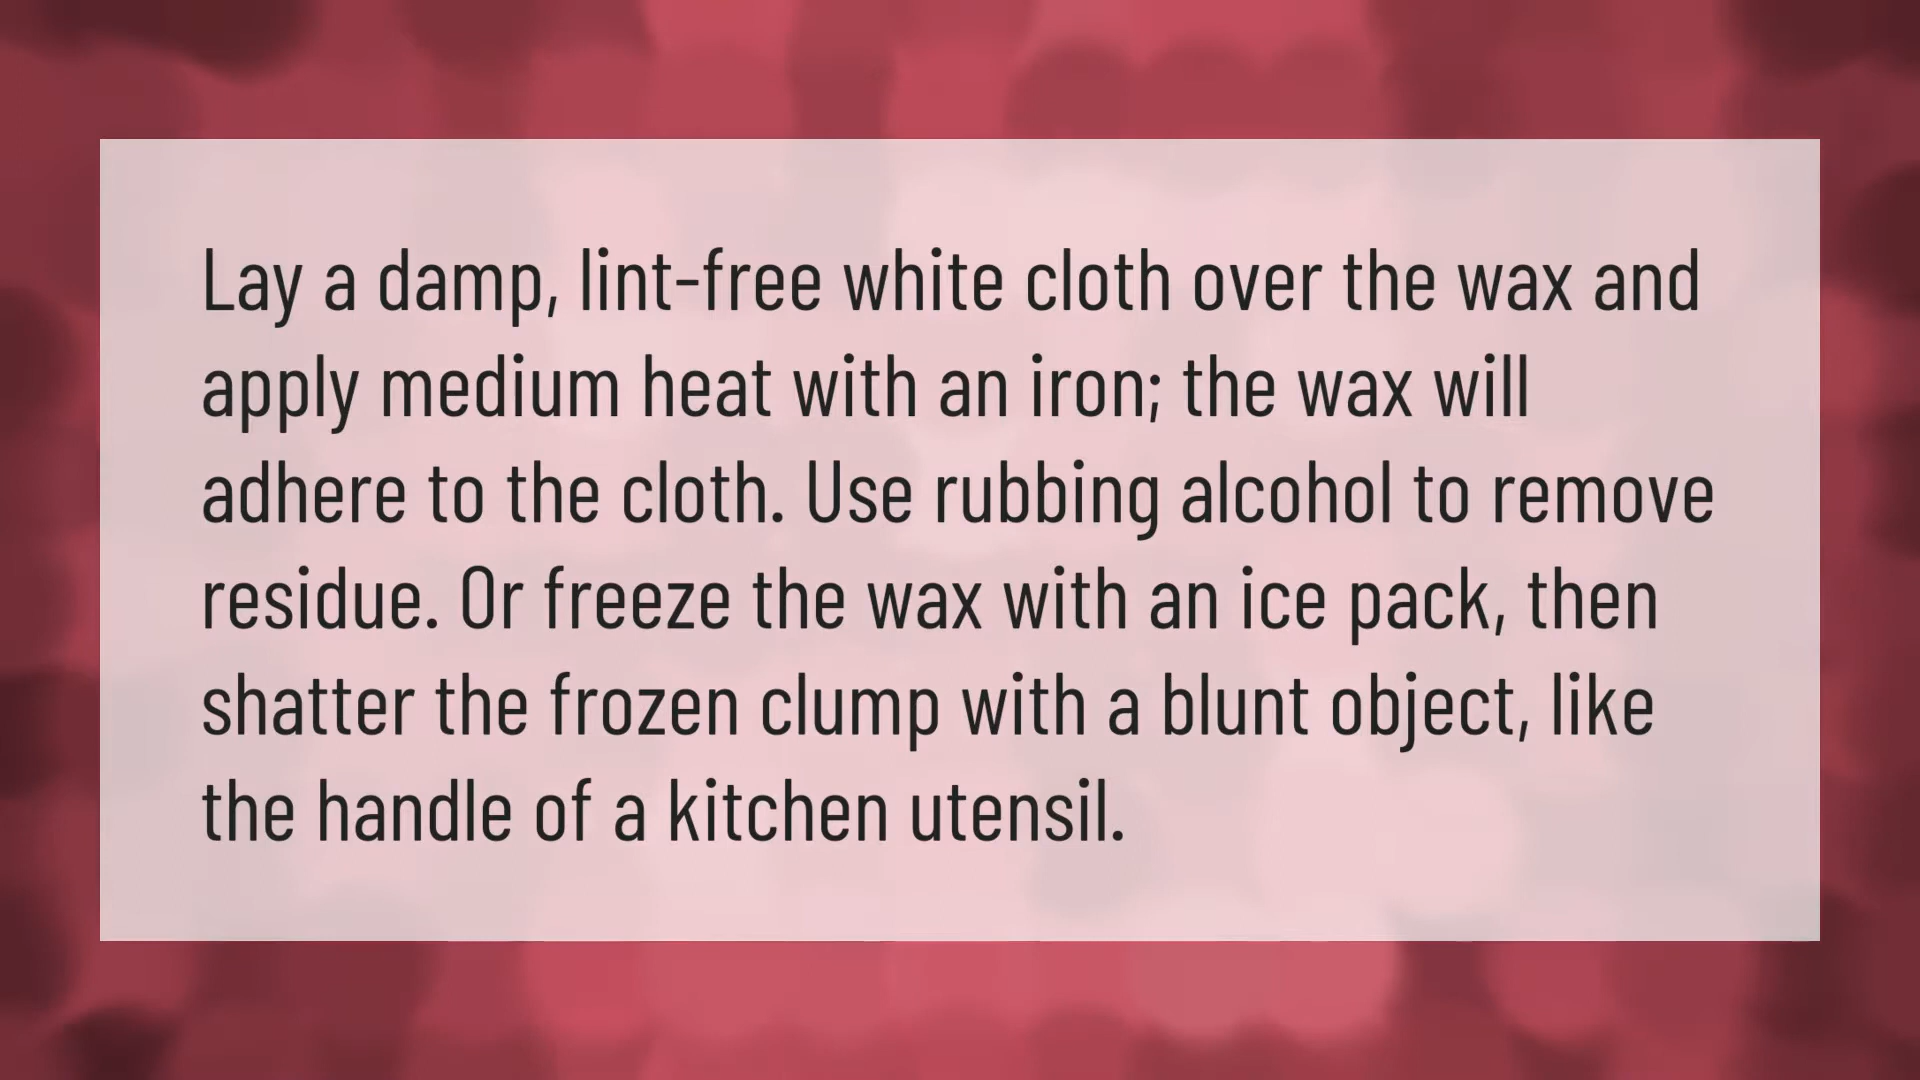 Lay a damp, lint-free white cloth over the wax and
apply medium heat with an iron; the wax will
adhere to the cloth. Use rubbing alcohol to remove
residue. Or freeze the wax with an ice pack, then
shatter the frozen clump with a blunt object, like
the handle of a kitchen utensil.